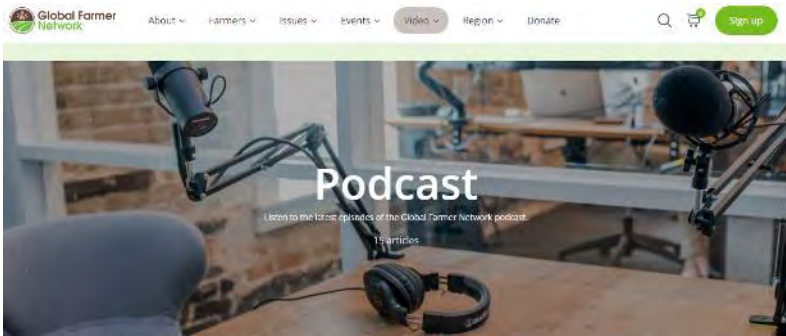 Global Farmer
Network
About
Farmers
Issues
Events
Video
Region
Donate
Sign up
Podcast
Listen to the latest episodes of the Global Farmer Network podcast.
15 articles